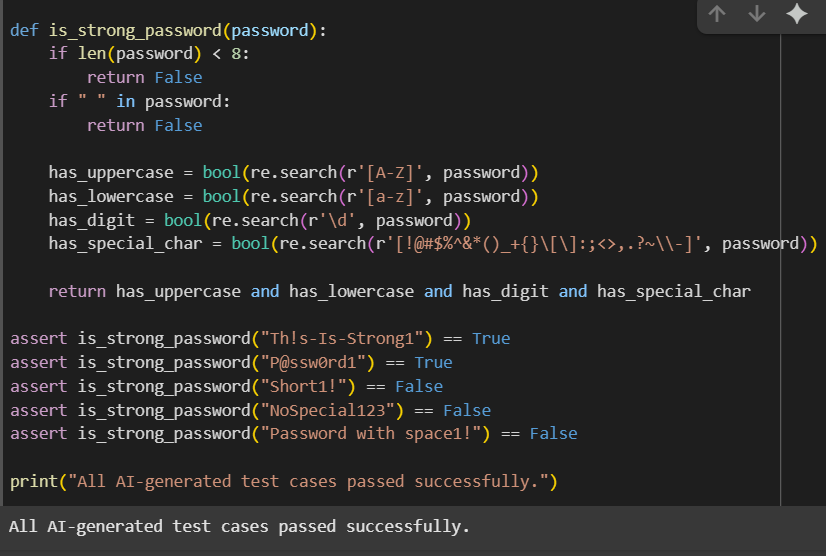 def is_strong_password(password):
    if len(password) < 8:
        return False
    if " " in password:
        return False

    has_uppercase = bool(re.search(r'[A-Z]', password))
    has_lowercase = bool(re.search(r'[a-z]', password))
    has_digit = bool(re.search(r'\d', password))
    has_special_char = bool(re.search(r'[!@#$%^&*()_+{}\[\]:;<>,.?~\\-]', password))

    return has_uppercase and has_lowercase and has_digit and has_special_char

assert is_strong_password("Th!s-Is-Strong1") == True
assert is_strong_password("P@ssw0rd1") == True
assert is_strong_password("Short1!") == False
assert is_strong_password("NoSpecial123") == False
assert is_strong_password("Password with space1!") == False

print("All AI-generated test cases passed successfully.")
All AI-generated test cases passed successfully.